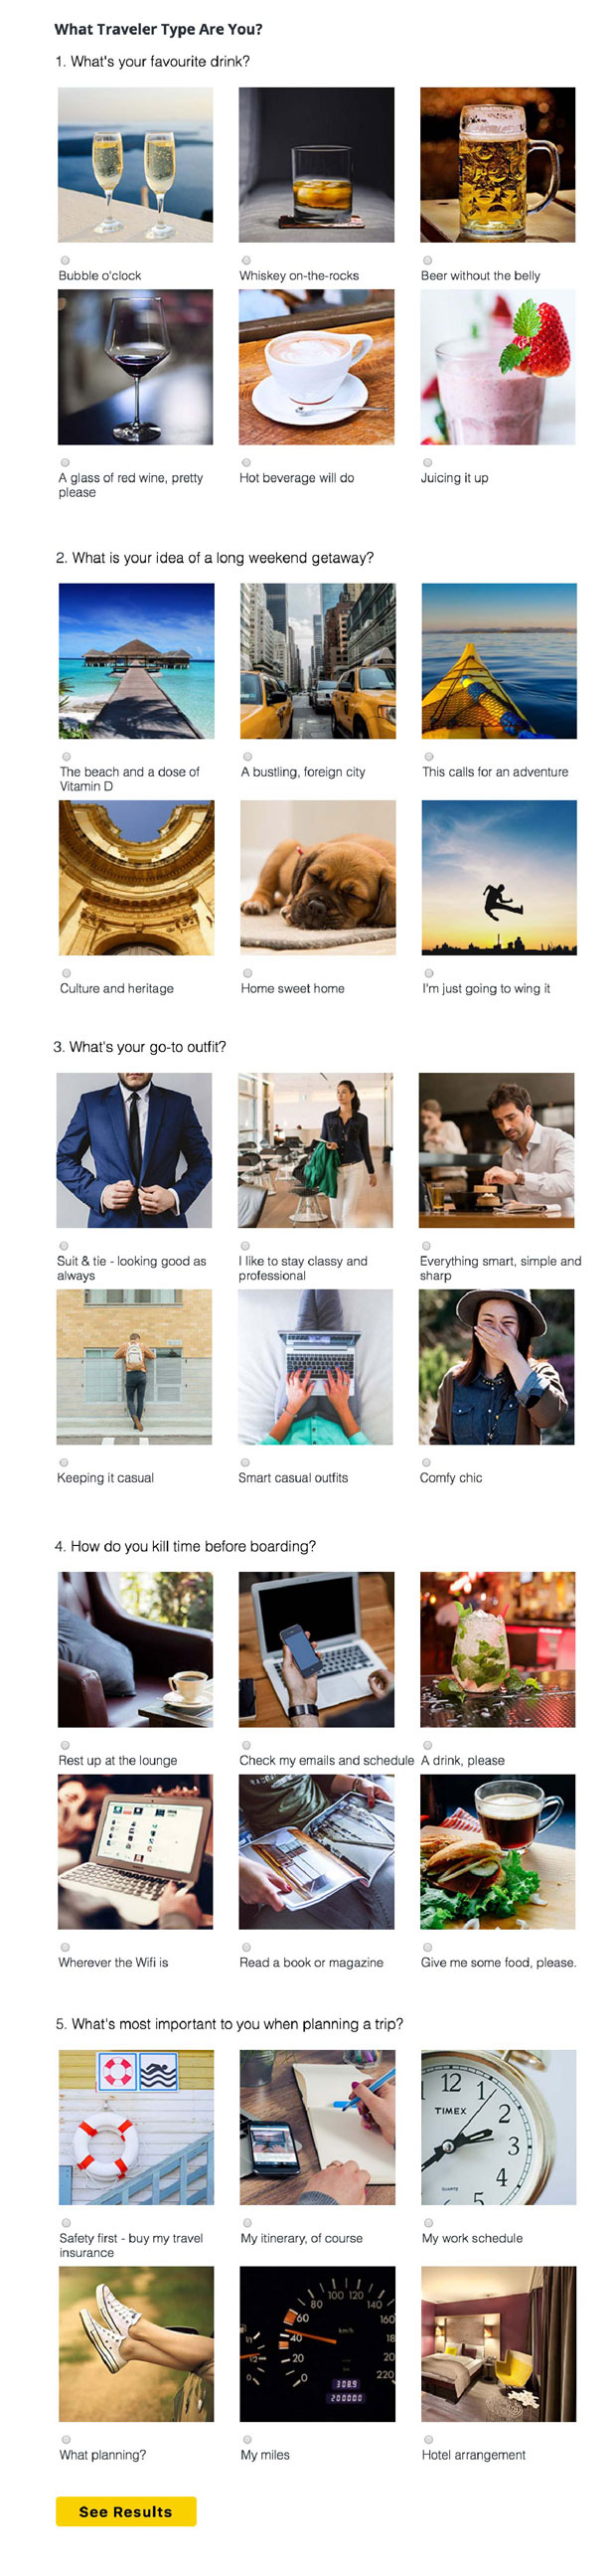 What Traveler Type Are You?
1. What's your favourite drink?
Bubble o'clock
Whiskey on-the-rocks
Beer without the belly
A glass of red wine, pretty
please
Hot beverage will do
Juicing it up
2. What is your idea of a long weekend getaway?
The beach and a dose of
Vitamin D
A bustling, foreign city
This calls for an adventure
Culture and heritage
Home sweet home
I'm just going to wing it
3. What's your go-to outfit?
Suit & tie - looking good as
always
I like to stay classy and
professional
Everything smart, simple and
sharp
Keeping it casual
Smart casual outfits
Comfy chic
4. How do you kill time before boarding?
Rest up at the lounge
Check my emails and schedule
A drink, please
Wherever the Wifi is
Read a book or magazine
Give me some food, please.
5. What's most important to you when planning a trip?
12
1
TIMEX
2
3
4
QUARTZ
5
Safety first - buy my travel
insurance
My itinerary, of course
My work schedule
100 120
80
140
60
160
km/h
40
18
20
20
0
220
3089
200000
What planning?
My miles
Hotel arrangement
See Results